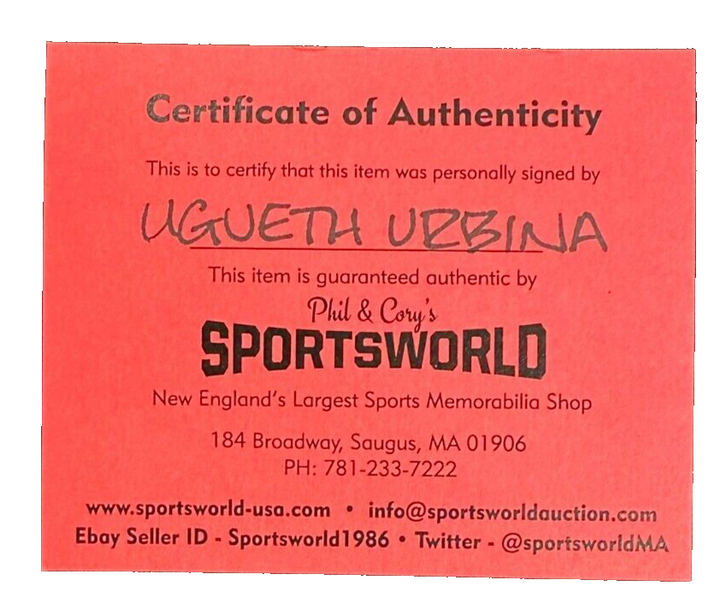 Certificate of Authenticity
This is to certify that this item was personally signed by
UGUETH URBINA
This item is guaranteed authentic by
Phil & Cory's
SPORTSWORLD
New England's Largest Sports Memorabilia Shop
184 Broadway, Saugus, MA 01906
PH: 781-233-7222
www.sportsworld-usa.com • info@sportsworldauction.com
Ebay Seller ID - Sportsworld1986 • Twitter - @sportsworldMA